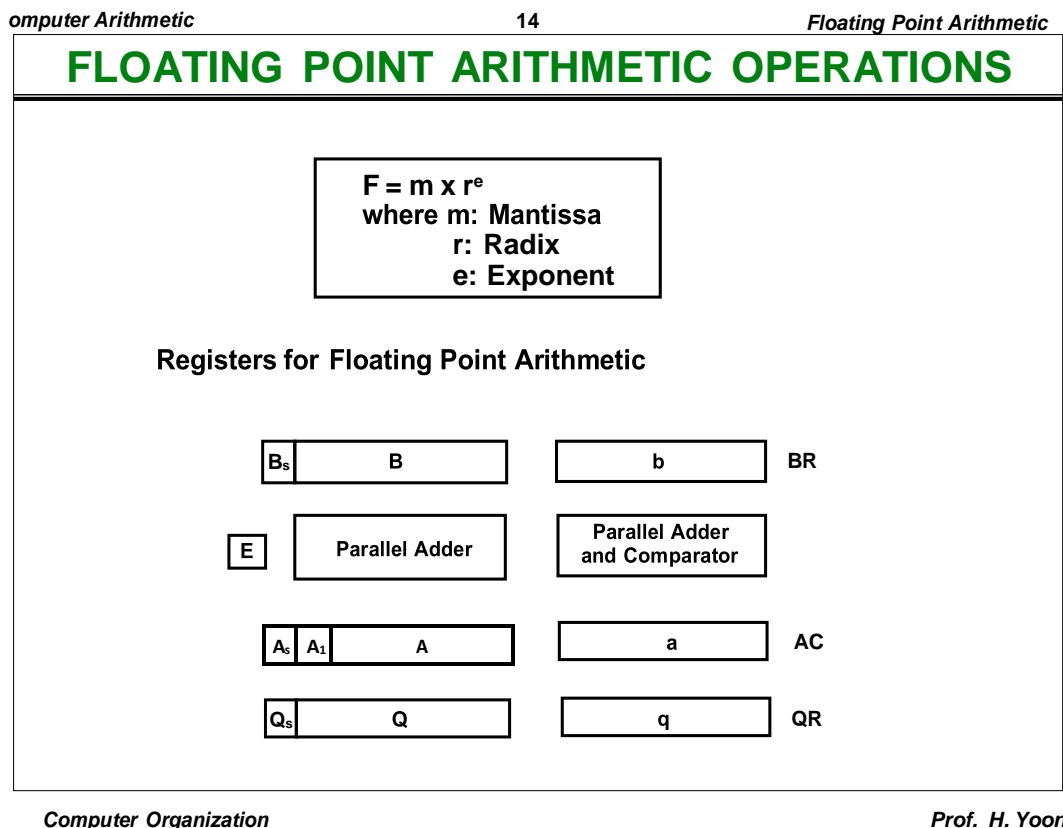 omputer Arithmetic 14 Floating Point Arithmetic
FLOATING POINT ARITHMETIC OPERATIONS
F = m x rᵉ
where m: Mantissa
r: Radix
e: Exponent
Registers for Floating Point Arithmetic
Bₛ B b BR
E Parallel Adder Parallel Adder
and Comparator
Aₛ A₁ A a AC
Qₛ Q q QR
Computer Organization Prof. H. Yoon